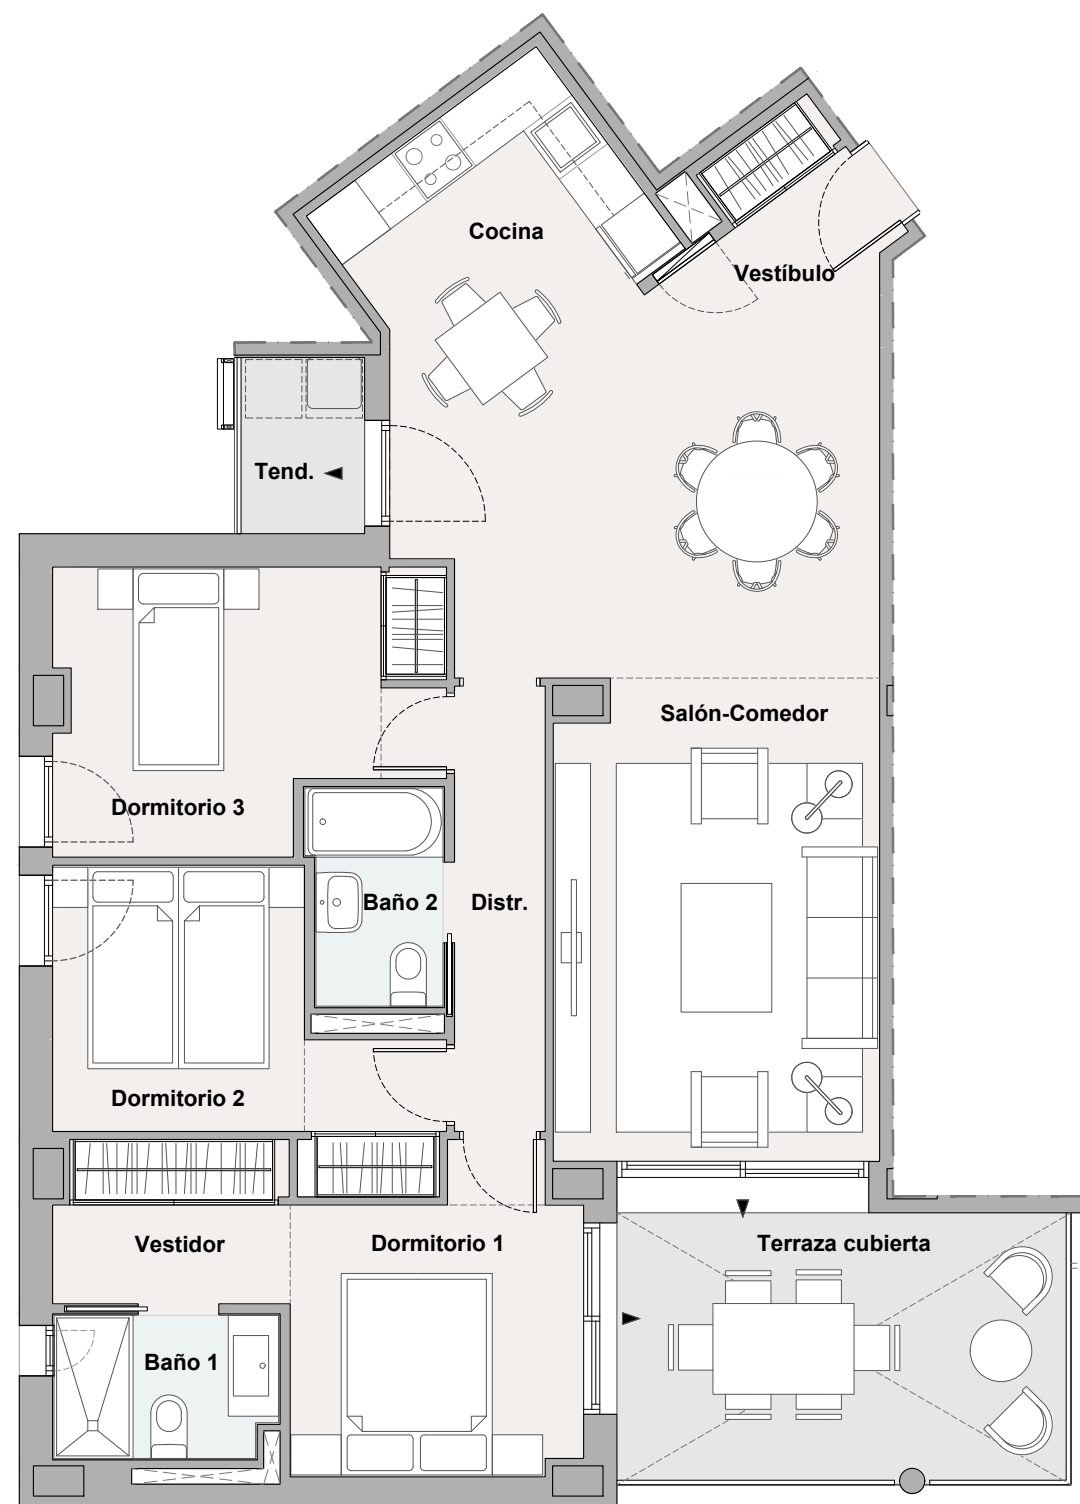 Cocina
Vestíbulo
Tend.
Salón-Comedor
Dormitorio 3
Baño 2
Distr.
Dormitorio 2
Vestidor
Dormitorio 1
Terraza cubierta
Baño 1